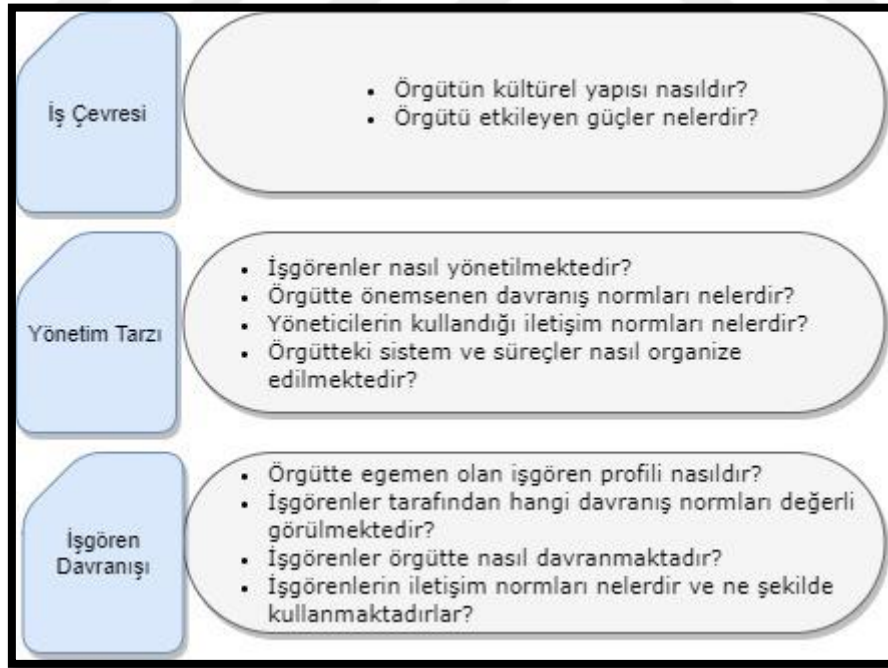 İş Çevresi
• Örgütün kültürel yapısı nasıldır?
• Örgütü etkileyen güçler nelerdir?
Yönetim Tarzı
• İşgörenler nasıl yönetilmektedir?
• Örgütte önemsenen davranış normları nelerdir?
• Yöneticilerin kullandığı iletişim normları nelerdir?
• Örgütteki sistem ve süreçler nasıl organize
edilmektedir?
İşgören
Davranışı
• Örgütte egemen olan işgören profili nasıldır?
• İşgörenler tarafından hangi davranış normları değerli
görülmektedir?
• İşgörenler örgütte nasıl davranmaktadır?
• İşgörenlerin iletişim normları nelerdir ve ne şekilde
kullanmaktadırlar?